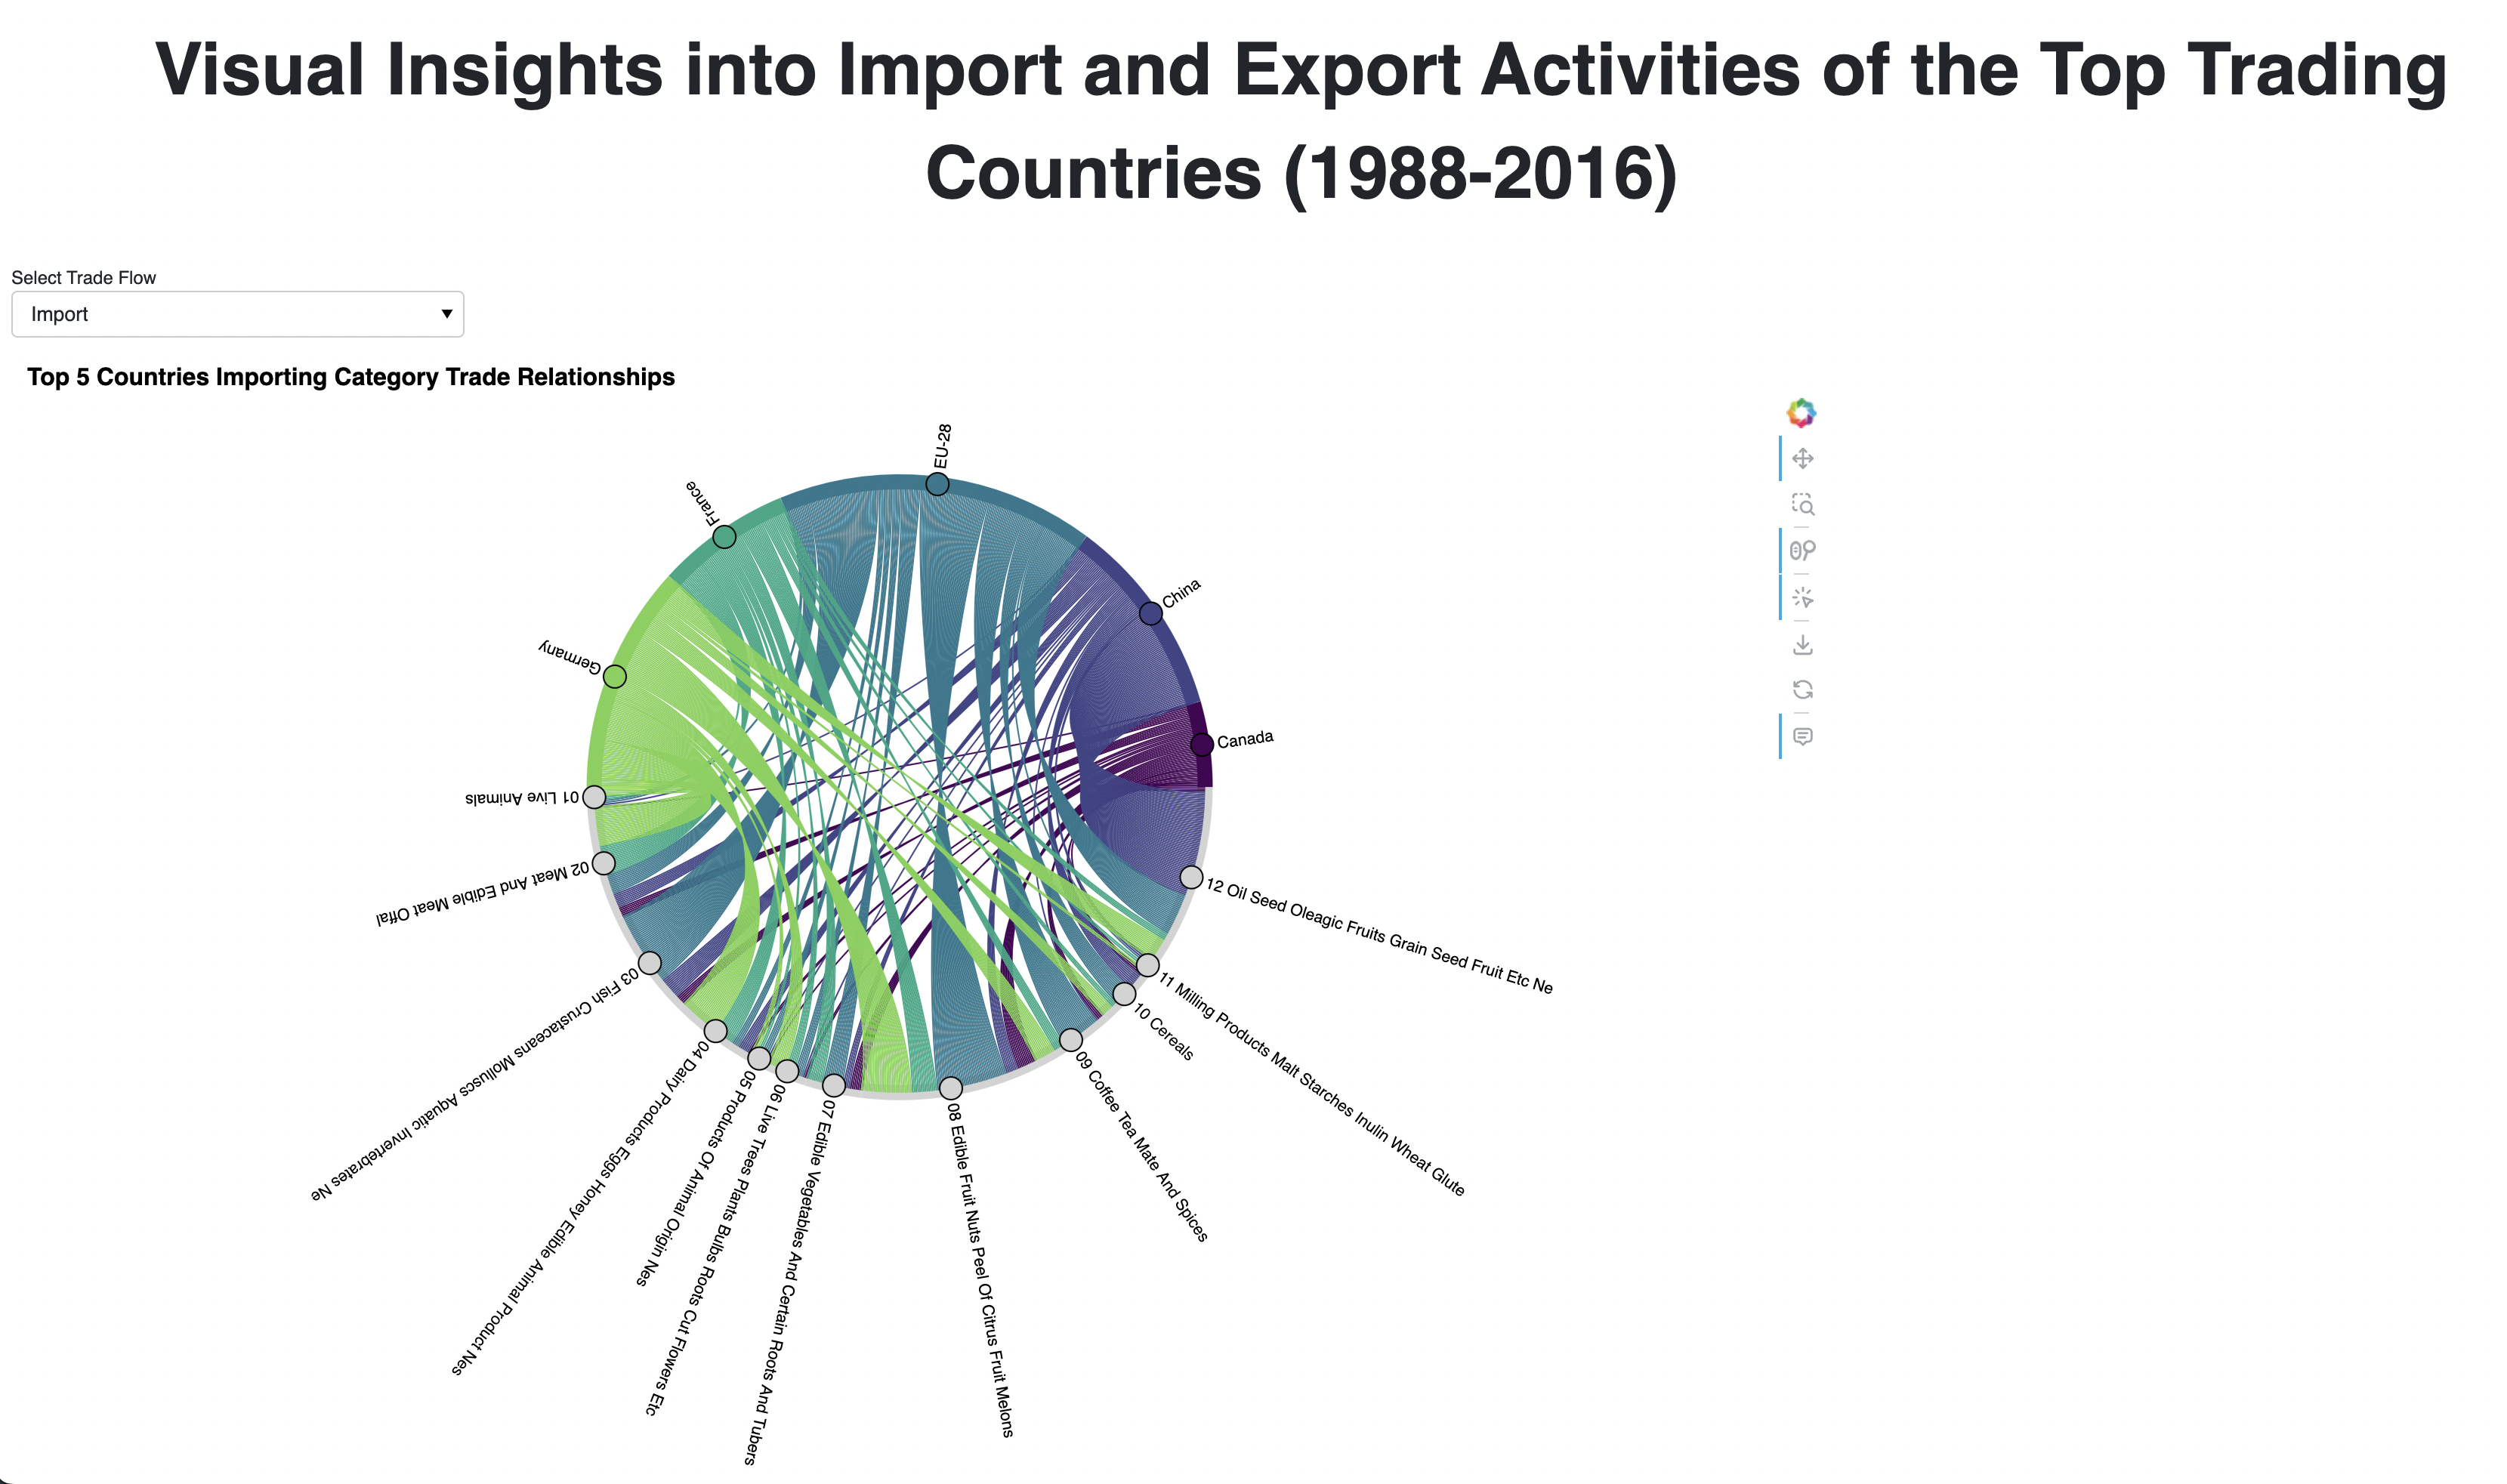 Visual Insights into Import and Export Activities of the Top Trading
Countries (1988-2016)
Select Trade Flow
Import
Top 5 Countries Importing Category Trade Relationships
EU-28
France
China
Germany
Canada
01 Live Animals
02 Meat And Edible Meat Offal
12 Oil Seed Oleagic Fruits Grain Seed Fruit Etc Ne
03 Fish Crustaceans Molluscs Aquatic Invertebrates Ne
11 Milling Products Malt Starches Inulin Wheat Glute
10 Cereals
04 Dairy Products Eggs Honey Edible Animal Product Nes
09 Coffee Tea Mate And Spices
05 Products Of Animal Origin Nes
06 Live Trees Plants Bulbs Roots Cut Flowers Etc
07 Edible Vegetables And Certain Roots And Tubers
08 Edible Fruit Nuts Peel Of Citrus Fruit Melons